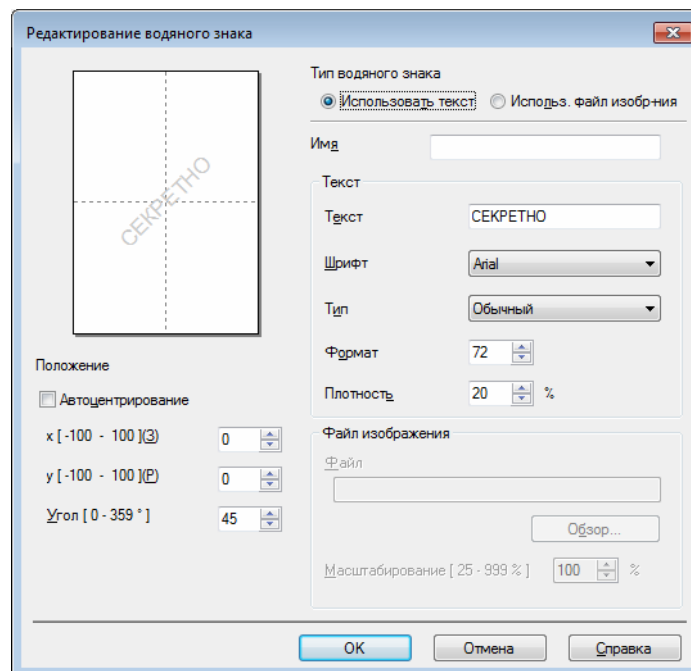 Редактирование водяного знака
Тип водяного знака
Использовать текст Использ. файл изобр-ния
Имя
Текст
Текст СЕКРЕТНО
Шрифт Arial
Тип Обычный
Формат 72
Плотность 20 %
СЕКРЕТНО
Положение
Автоцентрирование
x [ -100 - 100 ](З) 0
y [ -100 - 100 ](Р) 0
Угол [ 0 - 359 ° ] 45
Файл изображения
Файл
Обзор...
Масштабирование [ 25 - 999 % ] 100 %
OK Отмена Справка